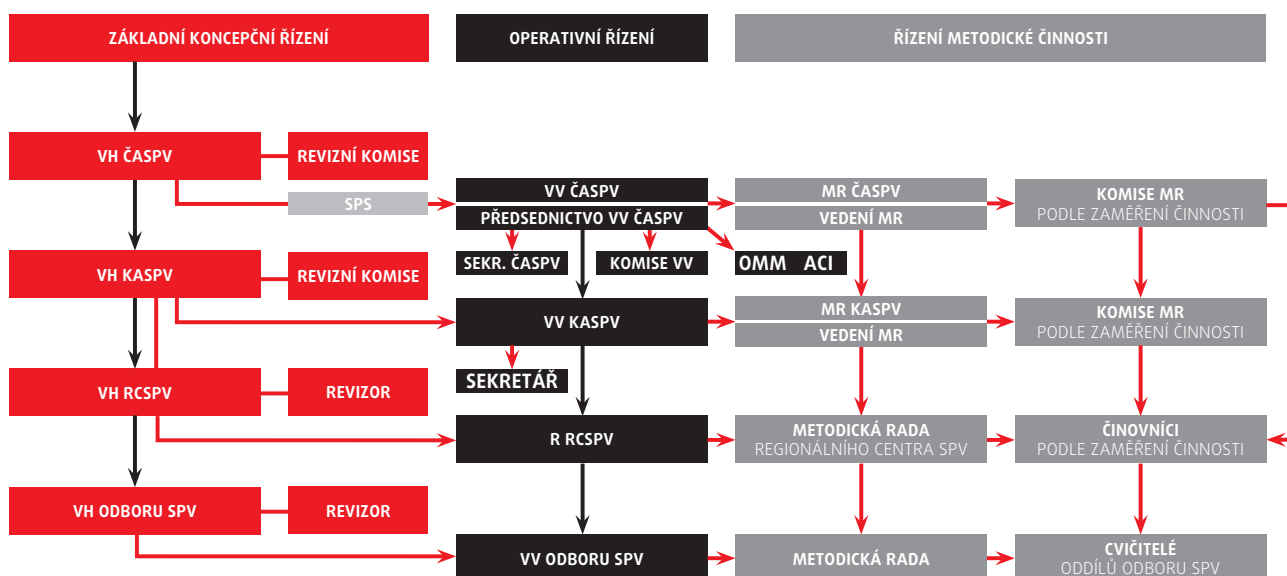 ZÁKLADNÍ KONCEPČNÍ ŘÍZENÍ
OPERATIVNÍ ŘÍZENÍ
ŘÍZENÍ METODICKÉ ČINNOSTI
VH ČASPV
REVIZNÍ KOMISE
SPS
VV ČASPV
PŘEDSEDNICTVO VV ČASPV
MR ČASPV
VEDENÍ MR
KOMISE MR
PODLE ZAMĚŘENÍ ČINNOSTI
SEKR. ČASPV
KOMISE VV
OMM ACI
VH KASPV
REVIZNÍ KOMISE
VV KASPV
MR KASPV
VEDENÍ MR
KOMISE MR
PODLE ZAMĚŘENÍ ČINNOSTI
SEKRETÁŘ
VH RCSPV
REVIZOR
R RCSPV
METODICKÁ RADA
REGIONÁLNÍHO CENTRA SPV
ČINOVNÍCI
PODLE ZAMĚŘENÍ ČINNOSTI
VH ODBORU SPV
REVIZOR
VV ODBORU SPV
METODICKÁ RADA
CVIČITELÉ
ODDÍLŮ ODBORU SPV